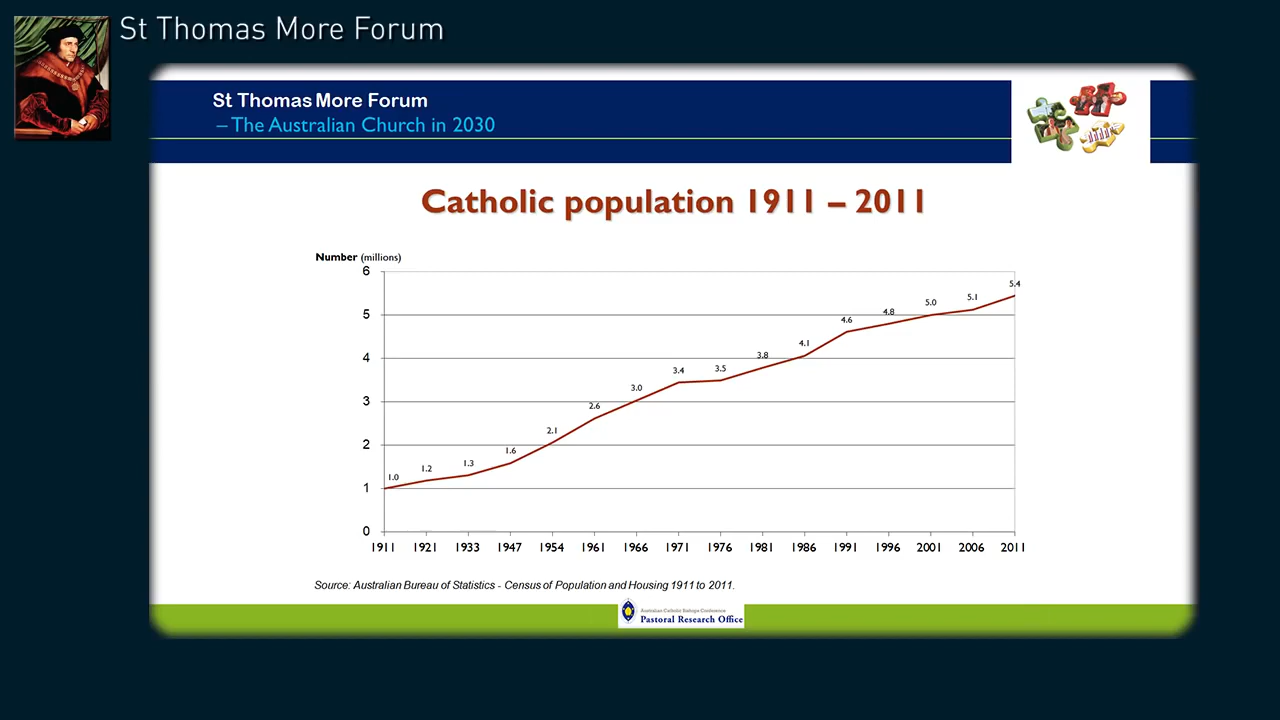 St Thomas More Forum
St Thomas More Forum
– The Australian Church in 2030
Catholic population 1911 – 2011
Number (millions)
6
5
4
3
2
1
0
1.0
1.2
1.3
1.6
2.1
2.6
3.0
3.4
3.5
3.8
4.1
4.6
4.8
5.0
5.1
5.4
1911 1921 1933 1947 1954 1961 1966 1971 1976 1981 1986 1991 1996 2001 2006 2011
Source: Australian Bureau of Statistics - Census of Population and Housing 1911 to 2011.
Australian Catholic Bishops Conference
Pastoral Research Office